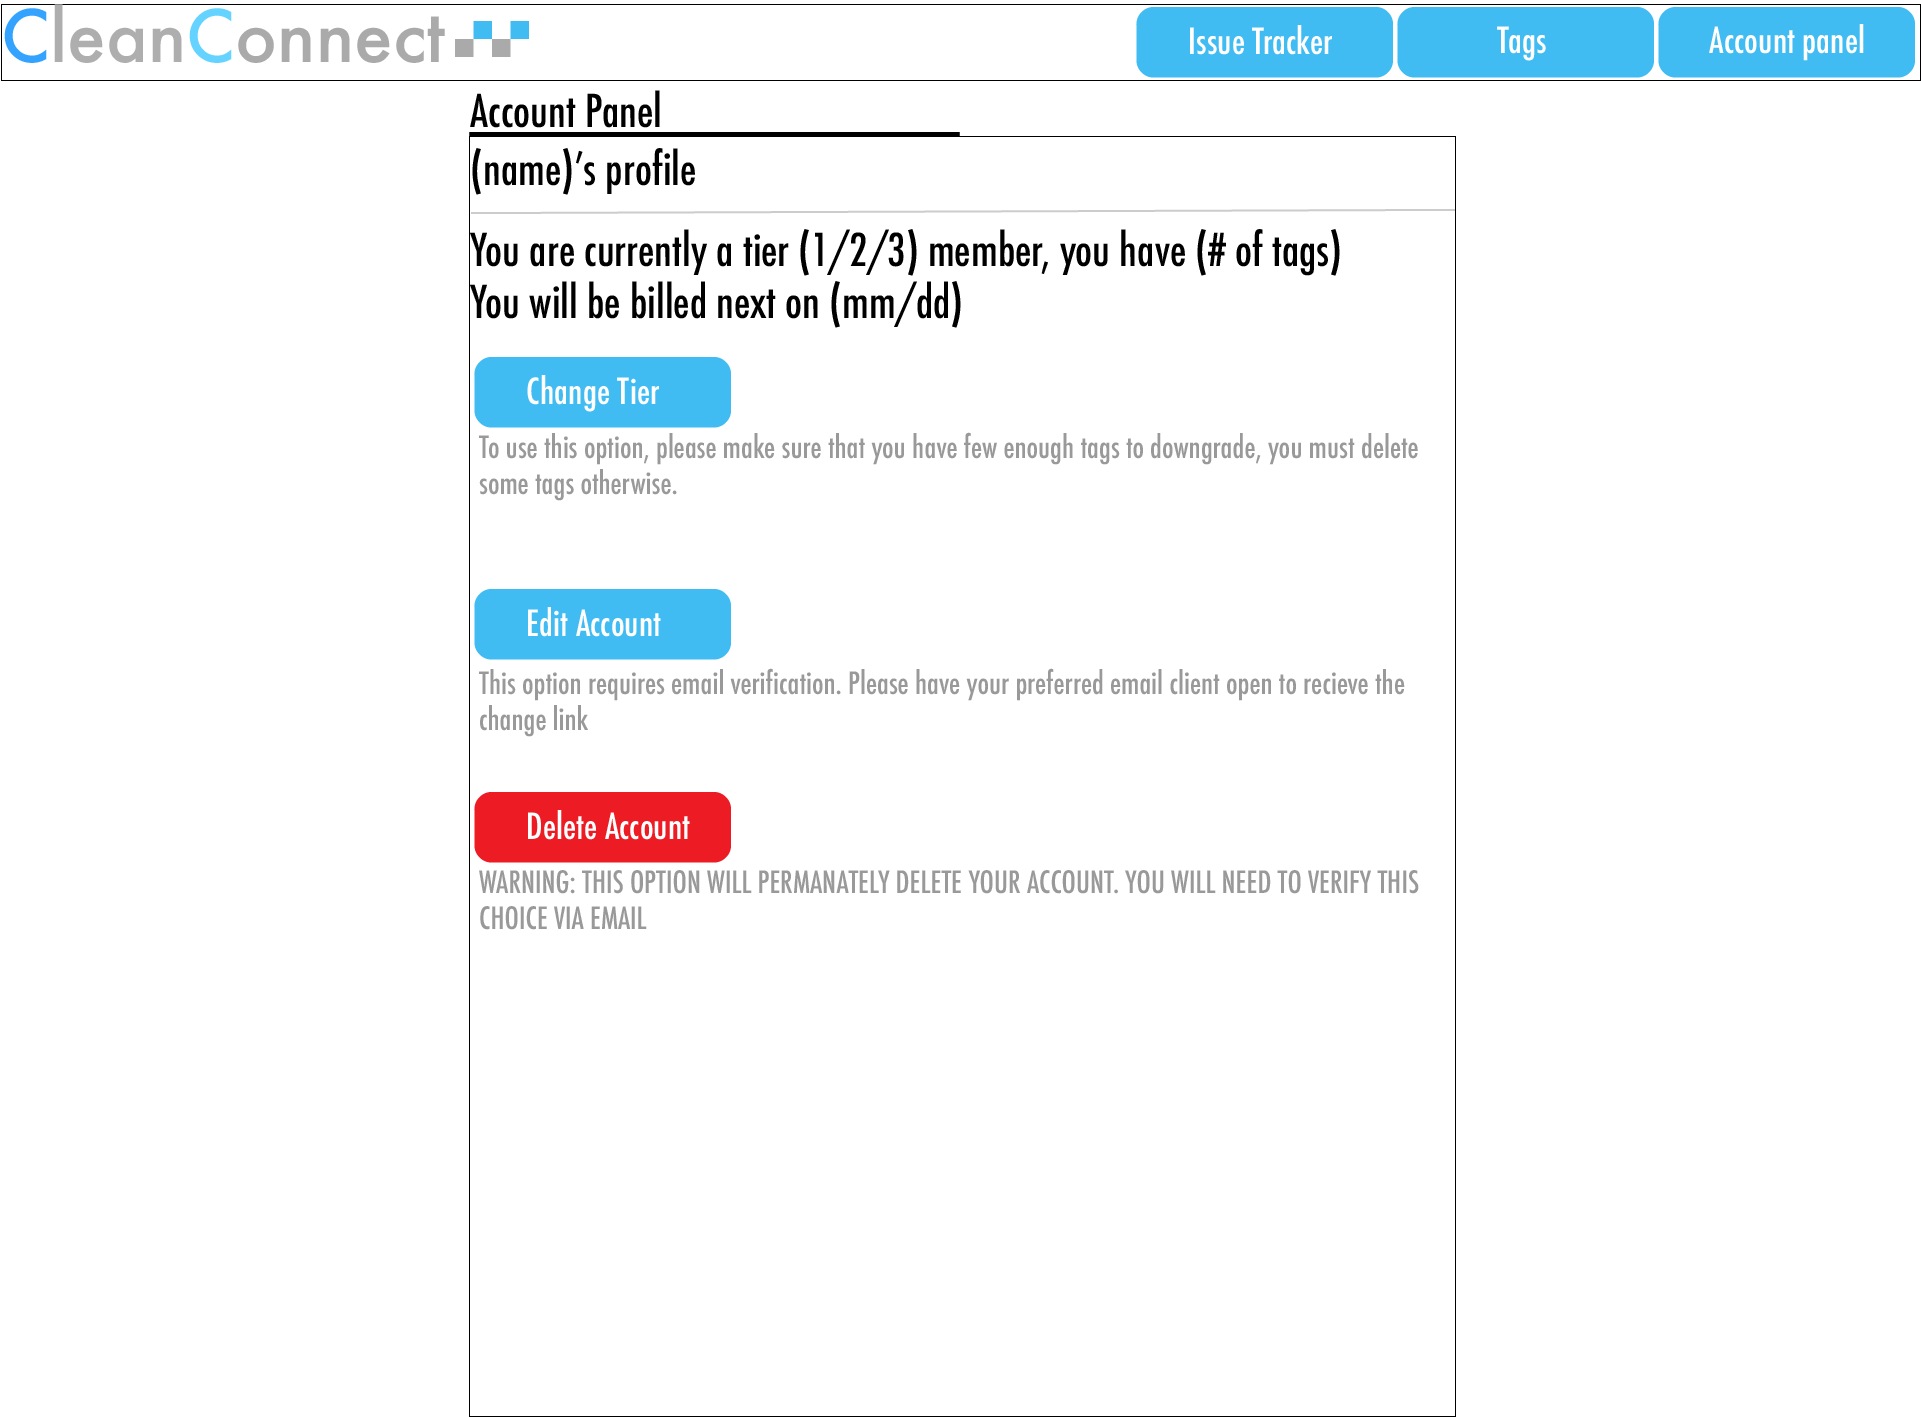 CleanConnect
Issue Tracker
Tags
Account panel
Account Panel
(name)’s profile
You are currently a tier (1/2/3) member, you have (# of tags)
You will be billed next on (mm/dd)
Change Tier
To use this option, please make sure that you have few enough tags to downgrade, you must delete
some tags otherwise.
Edit Account
This option requires email verification. Please have your preferred email client open to recieve the
change link
Delete Account
WARNING: THIS OPTION WILL PERMANATELY DELETE YOUR ACCOUNT. YOU WILL NEED TO VERIFY THIS
CHOICE VIA EMAIL